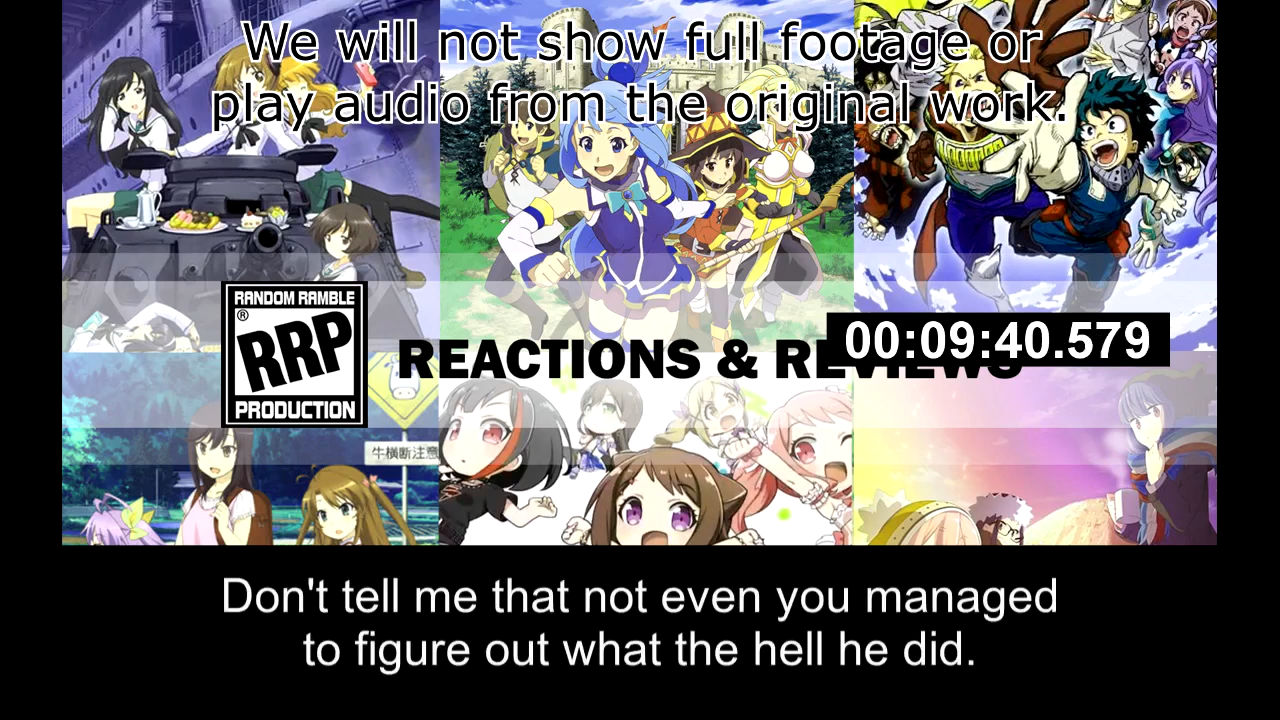 We will not show full footage or
play audio from the original work.
RANDOM RAMBLE
®
RRP
PRODUCTION
REACTIONS & REVIEWS
00:09:40.579
牛横断注意
Don't tell me that not even you managed
to figure out what the hell he did.